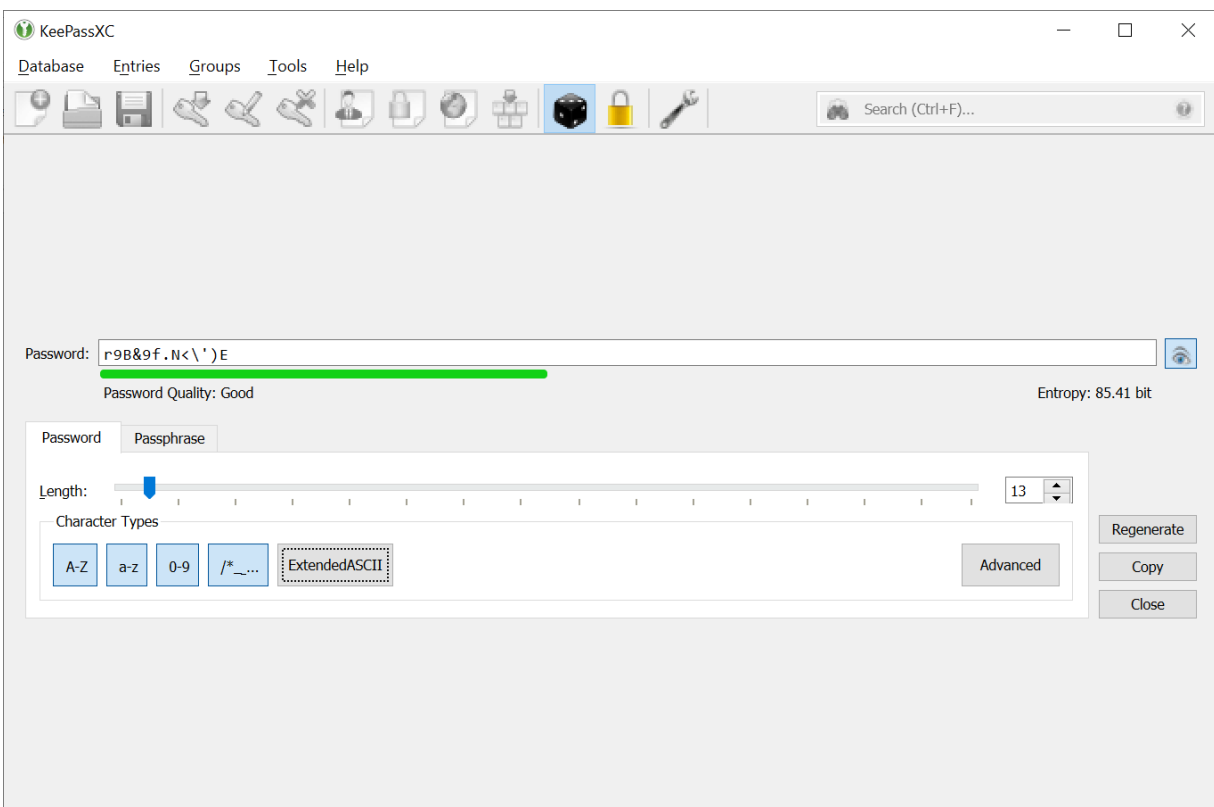 KeePassXC
Database Entries Groups Tools Help
Search (Ctrl+F)...
Password: r9B&9f.N<\')E
Password Quality: Good Entropy: 85.41 bit
Password Passphrase
Length: 13
Character Types
A-Z a-z 0-9 /*_... ExtendedASCII Advanced
Regenerate
Copy
Close